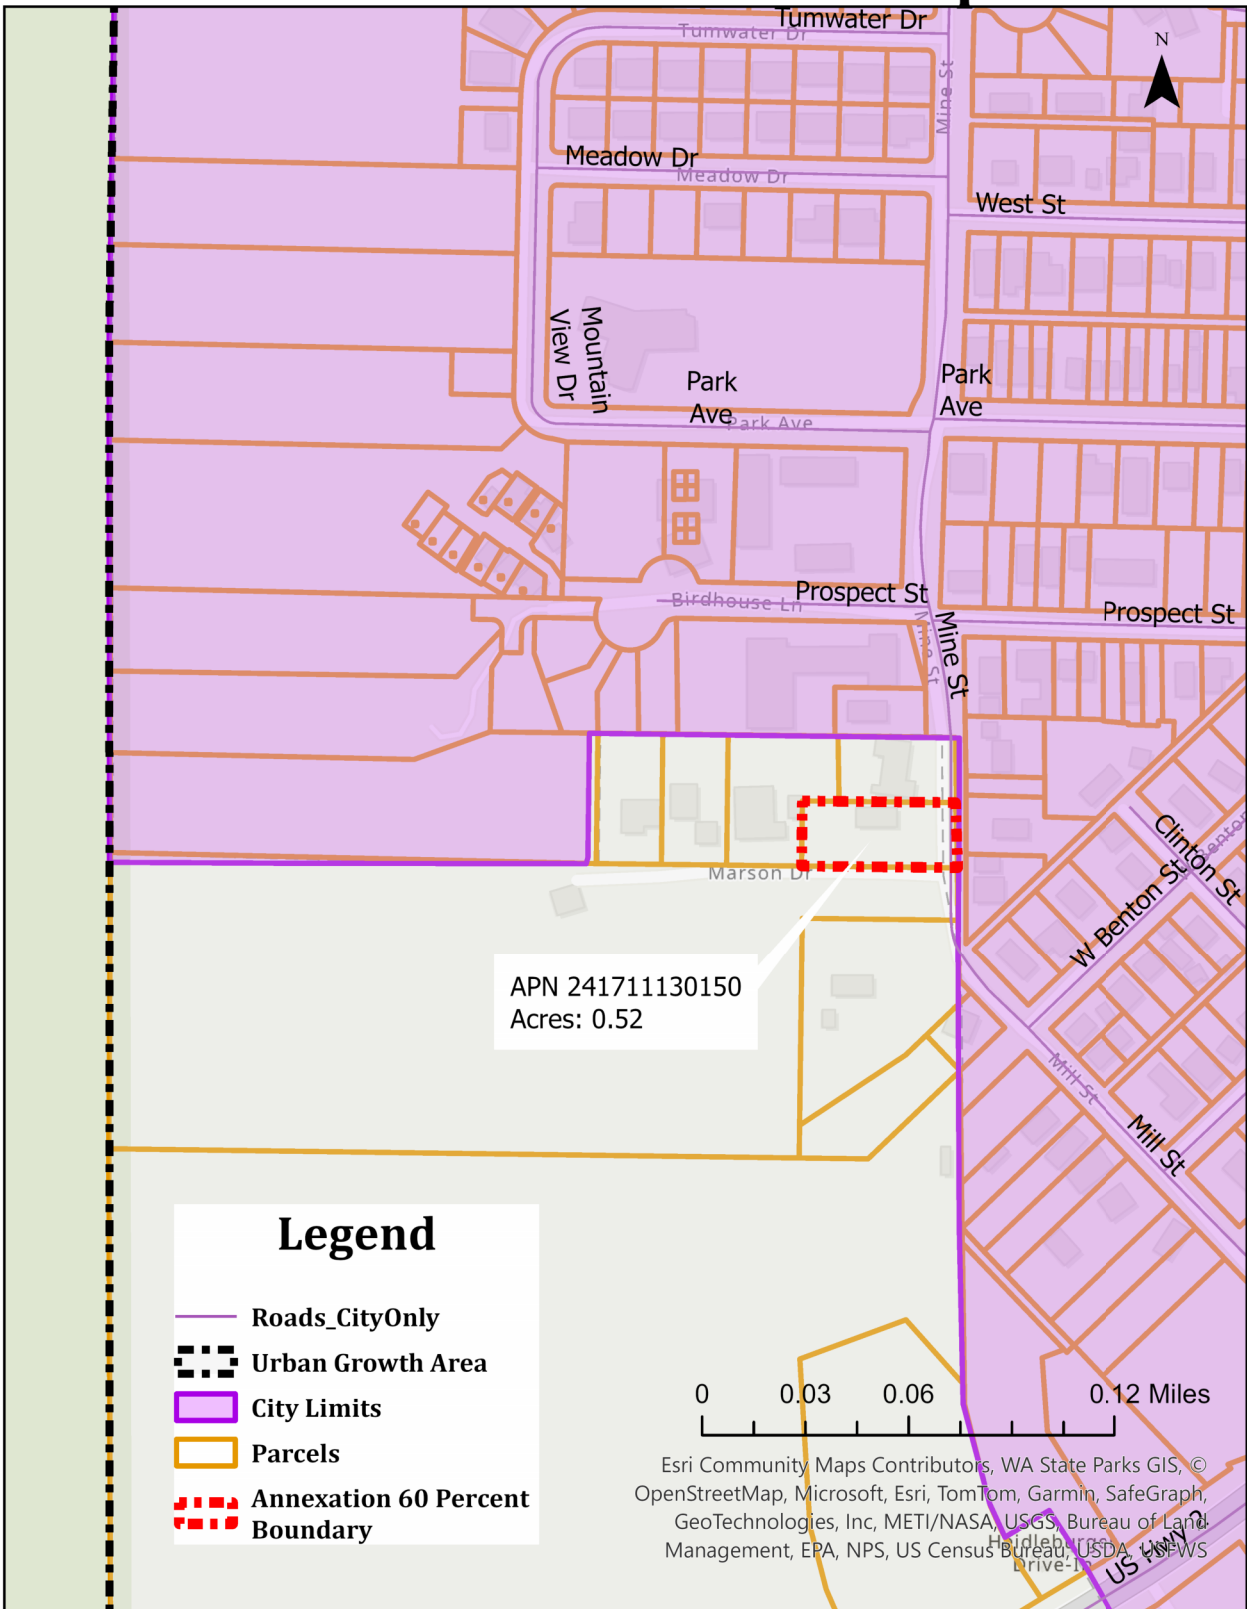 Tumwater Dr
Tumwater Dr
N
Mine St
Meadow Dr
Meadow Dr
West St
Mountain
View Dr
Park
Ave
Park Ave
Park
Ave
Prospect St
Birdhouse Ln
Prospect St
Mine St
Mine St
Marson Dr
Clinton St
W Benton St
Benton
APN 241711130150
Acres: 0.52
Mill St
Mill St
Legend
Roads_CityOnly
Urban Growth Area
City Limits
Parcels
Annexation 60 Percent
Boundary
0 0.03 0.06 0.12 Miles
Esri Community Maps Contributors, WA State Parks GIS, ©
OpenStreetMap, Microsoft, Esri, TomTom, Garmin, SafeGraph,
GeoTechnologies, Inc, METI/NASA, USGS, Bureau of Land
Management, EPA, NPS, US Census Bureau, USDA, USFWS
Drive-In
US Hwy 2